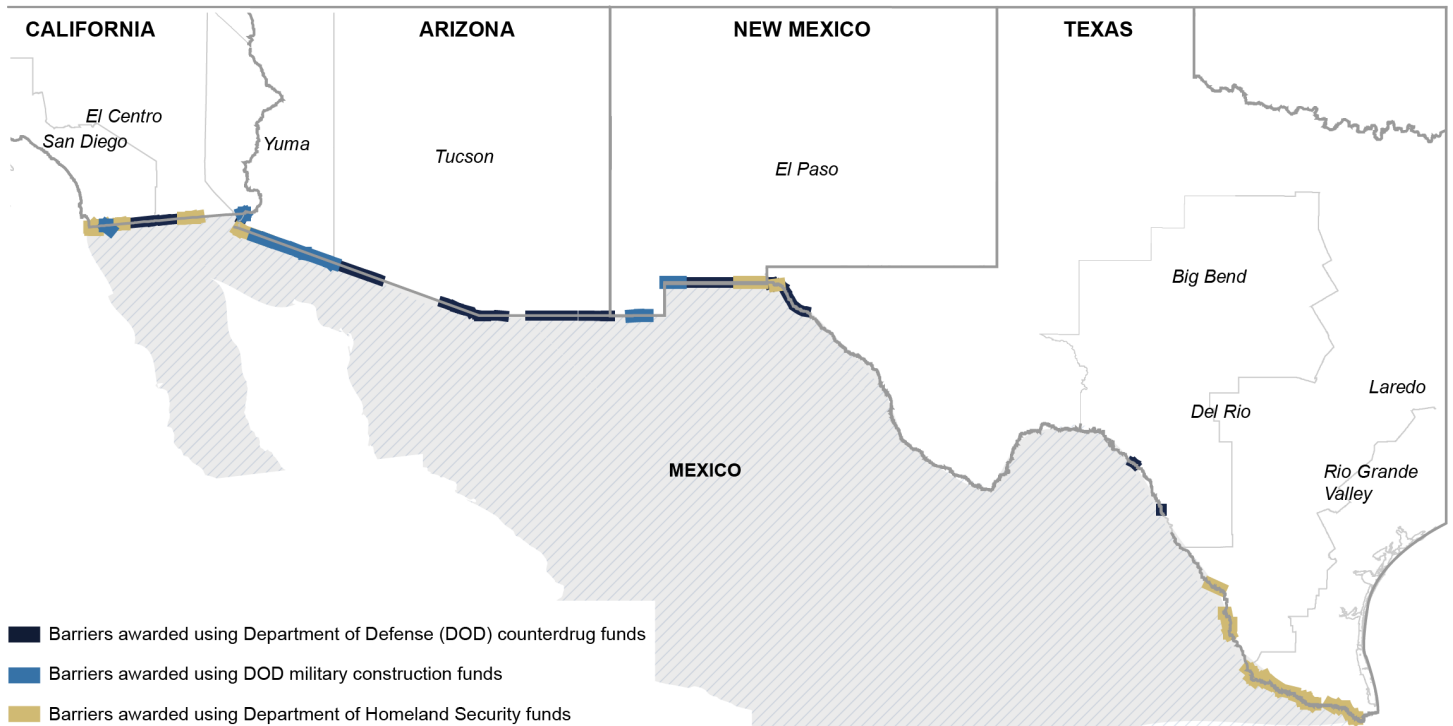 CALIFORNIA
ARIZONA
NEW MEXICO
TEXAS
El Centro
San Diego
Yuma
Tucson
El Paso
Big Bend
Laredo
Del Rio
Rio Grande
Valley
MEXICO
Barriers awarded using Department of Defense (DOD) counterdrug funds
Barriers awarded using DOD military construction funds
Barriers awarded using Department of Homeland Security funds